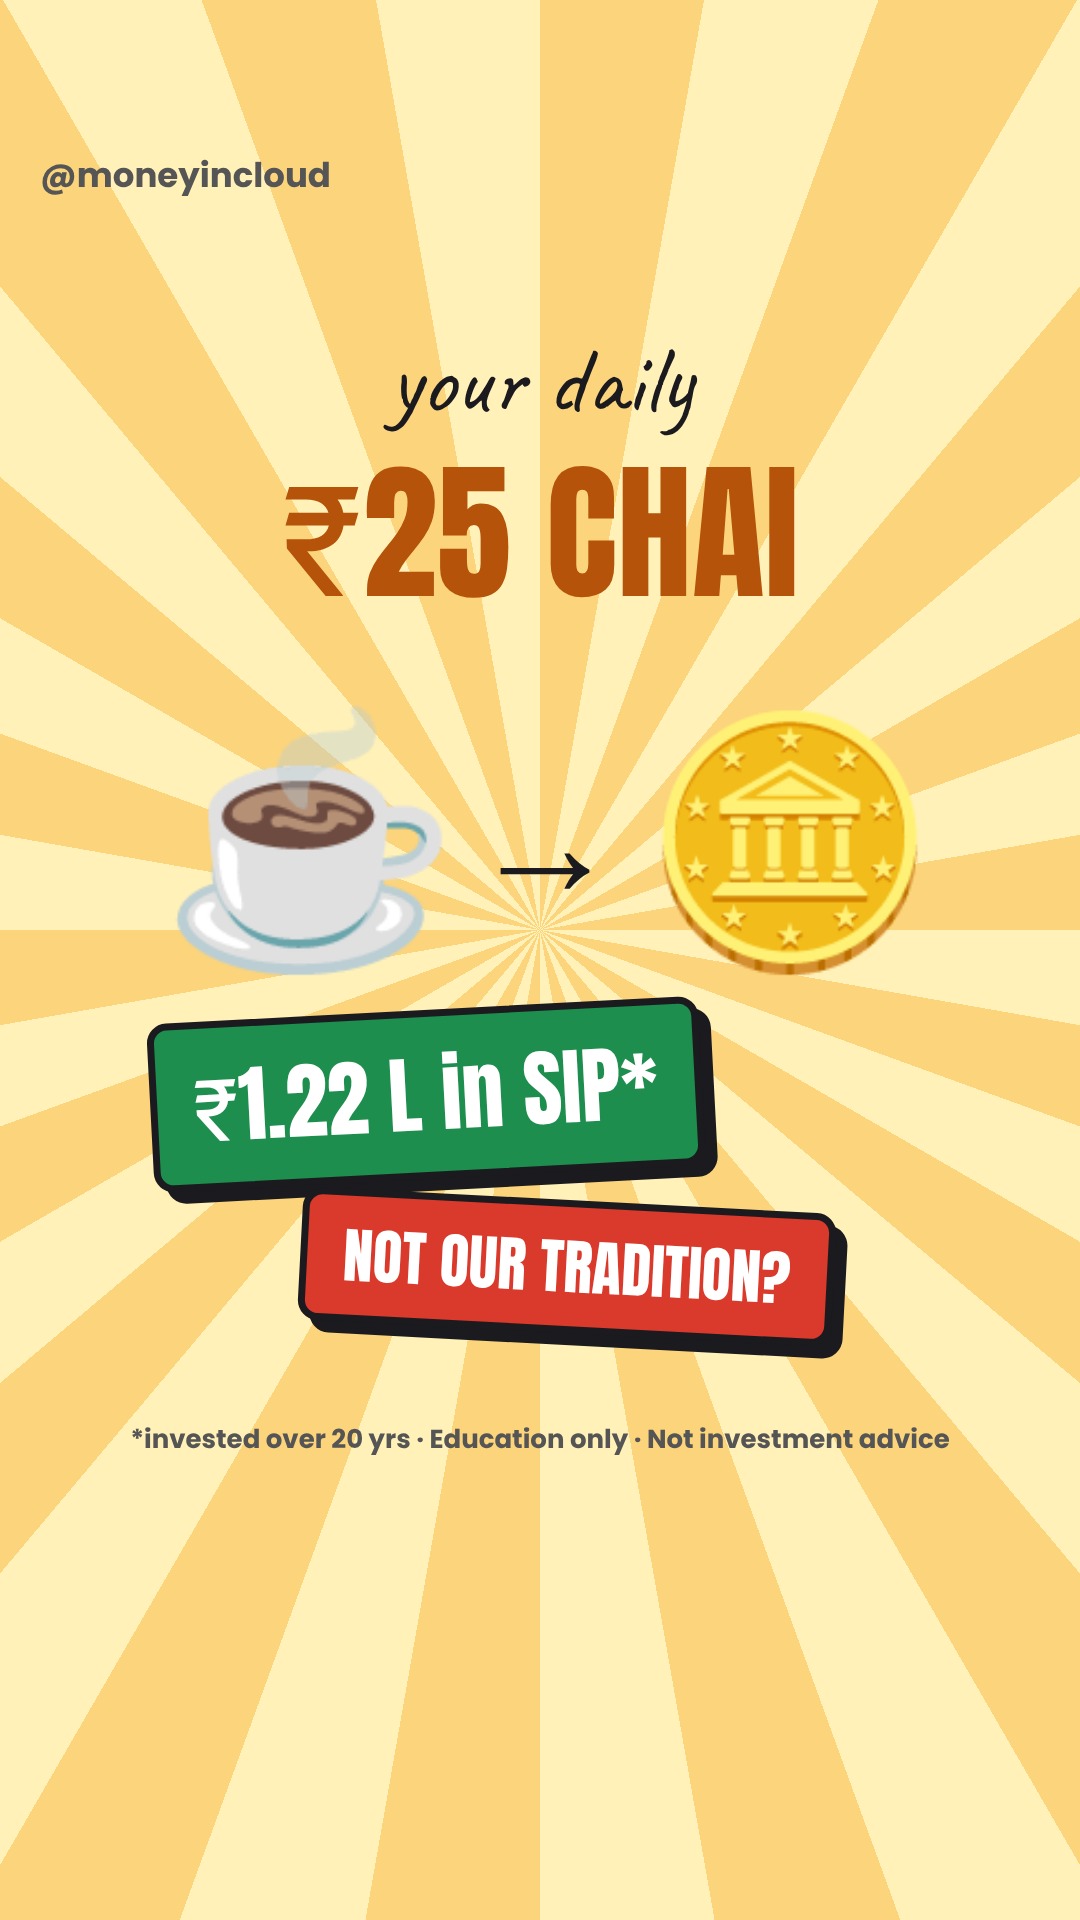 @moneyincloud
your daily
₹25 CHAI
→
₹1.22 L in SIP*
NOT OUR TRADITION?
*invested over 20 yrs · Education only · Not investment advice